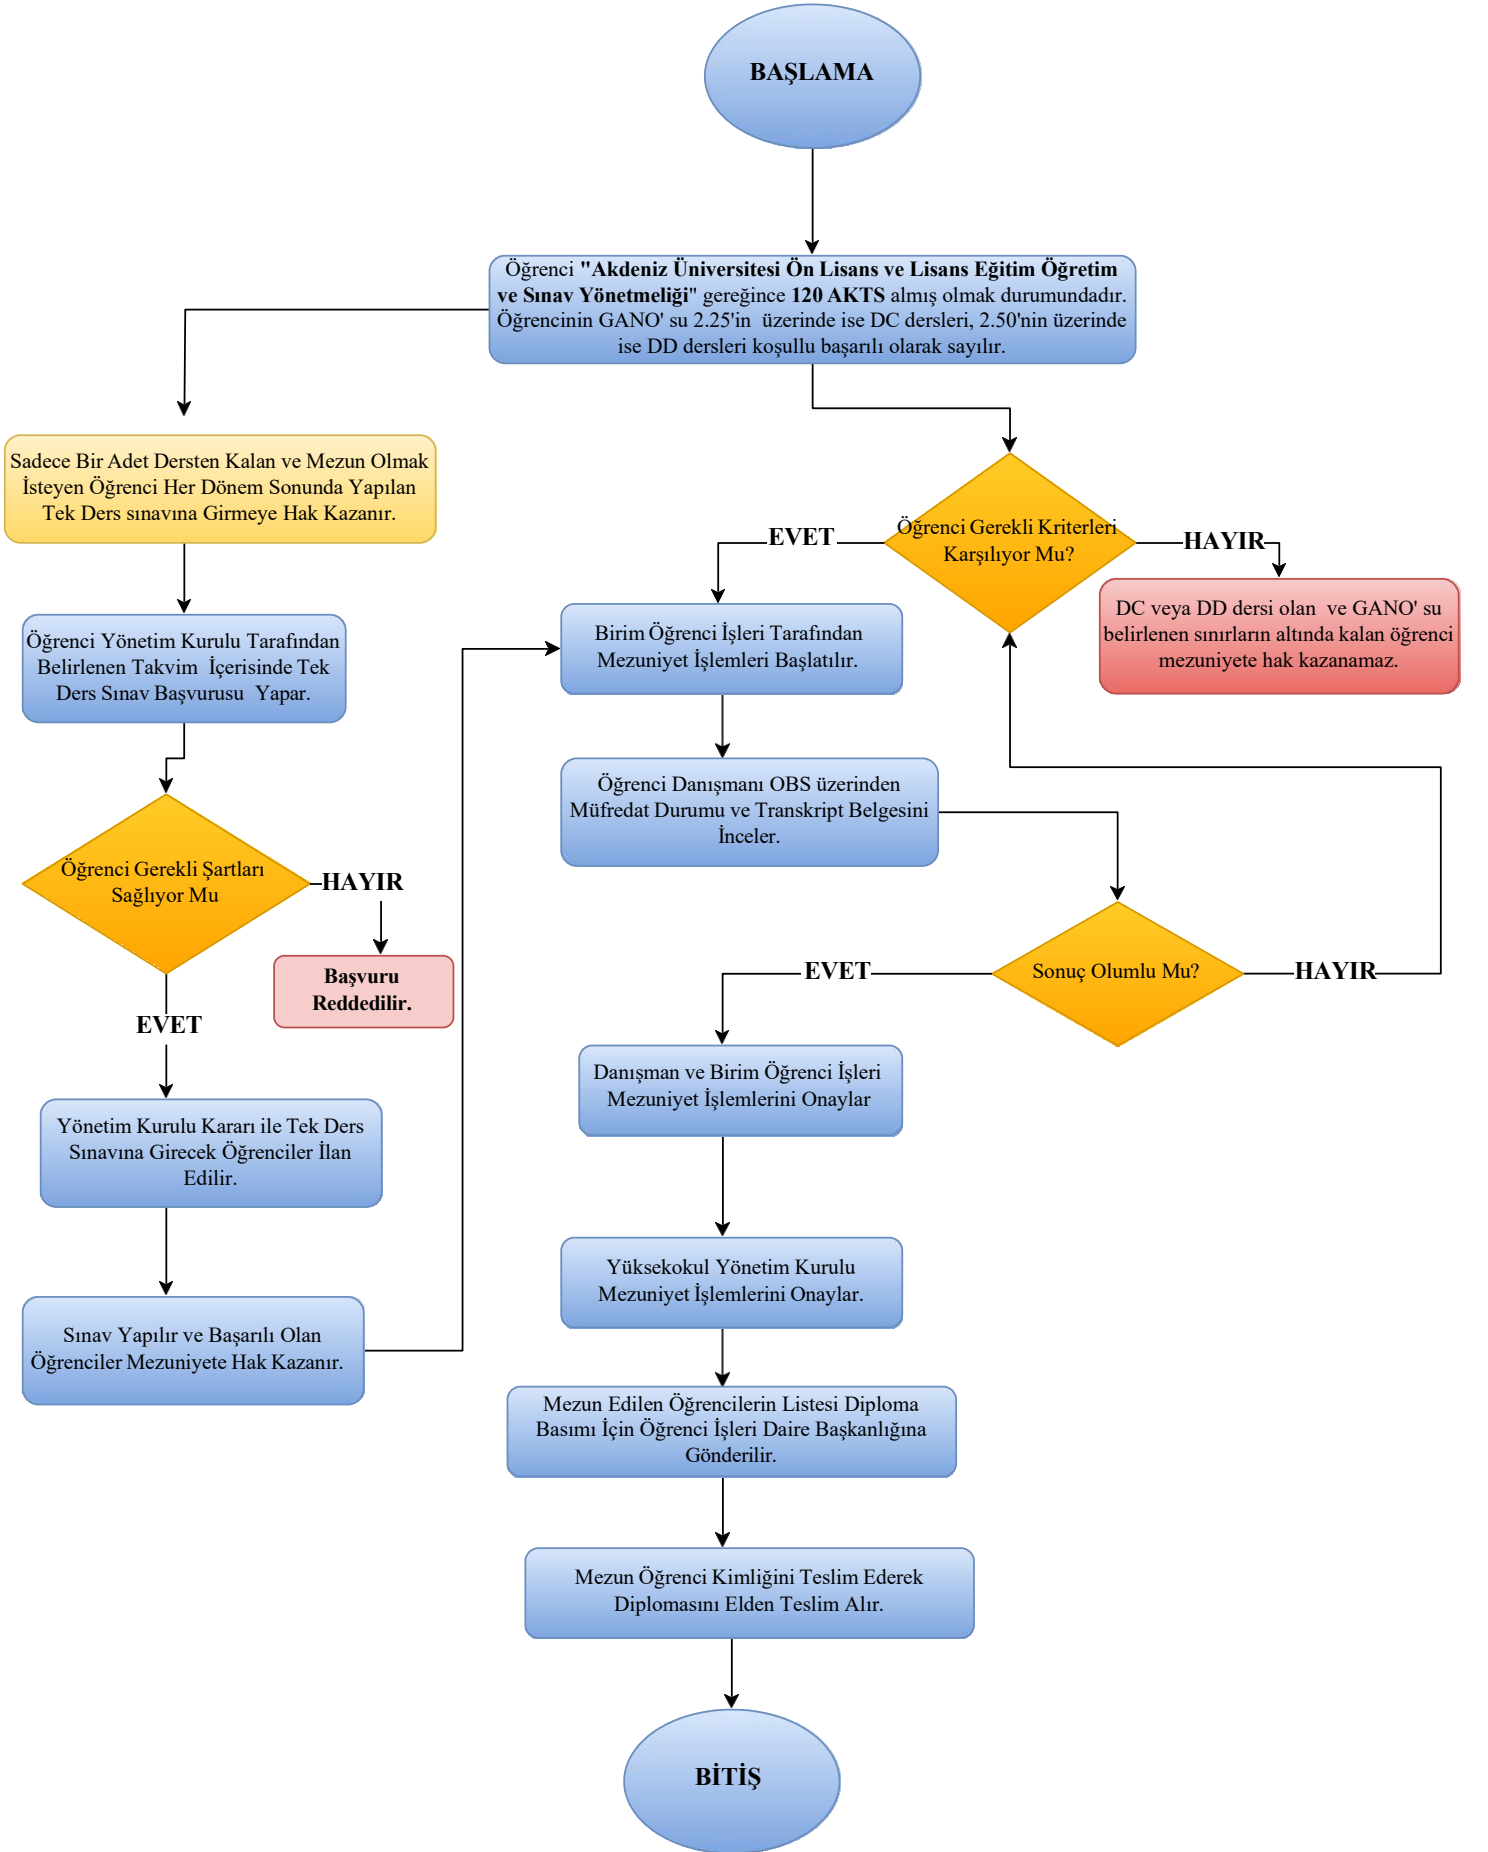 BAŞLAMA
Öğrenci "Akdeniz Üniversitesi Ön Lisans ve Lisans Eğitim Öğretim
ve Sınav Yönetmeliği" gereğince 120 AKTS almış olmak durumundadır.
Öğrencinin GANO' su 2.25'in üzerinde ise DC dersleri, 2.50'nin üzerinde
ise DD dersleri koşullu başarılı olarak sayılır.
Sadece Bir Adet Dersten Kalan ve Mezun Olmak
İsteyen Öğrenci Her Dönem Sonunda Yapılan
Tek Ders sınavına Girmeye Hak Kazanır.
Öğrenci Yönetim Kurulu Tarafından
Belirlenen Takvim İçerisinde Tek
Ders Sınav Başvurusu Yapar.
Öğrenci Gerekli Şartları
Sağlıyor Mu
HAYIR
Başvuru
Reddedilir.
EVET
Yönetim Kurulu Kararı ile Tek Ders
Sınavına Girecek Öğrenciler İlan
Edilir.
Sınav Yapılır ve Başarılı Olan
Öğrenciler Mezuniyete Hak Kazanır.
Öğrenci Gerekli Kriterleri
Karşılıyor Mu?
EVET
HAYIR
DC veya DD dersi olan ve GANO' su
belirlenen sınırların altında kalan öğrenci
mezuniyete hak kazanamaz.
Birim Öğrenci İşleri Tarafından
Mezuniyet İşlemleri Başlatılır.
Öğrenci Danışmanı OBS üzerinden
Müfredat Durumu ve Transkript Belgesini
İnceler.
Sonuç Olumlu Mu?
EVET
HAYIR
Danışman ve Birim Öğrenci İşleri
Mezuniyet İşlemlerini Onaylar
Yüksekokul Yönetim Kurulu
Mezuniyet İşlemlerini Onaylar.
Mezun Edilen Öğrencilerin Listesi Diploma
Basımı İçin Öğrenci İşleri Daire Başkanlığına
Gönderilir.
Mezun Öğrenci Kimliğini Teslim Ederek
Diplomasını Elden Teslim Alır.
BİTİŞ